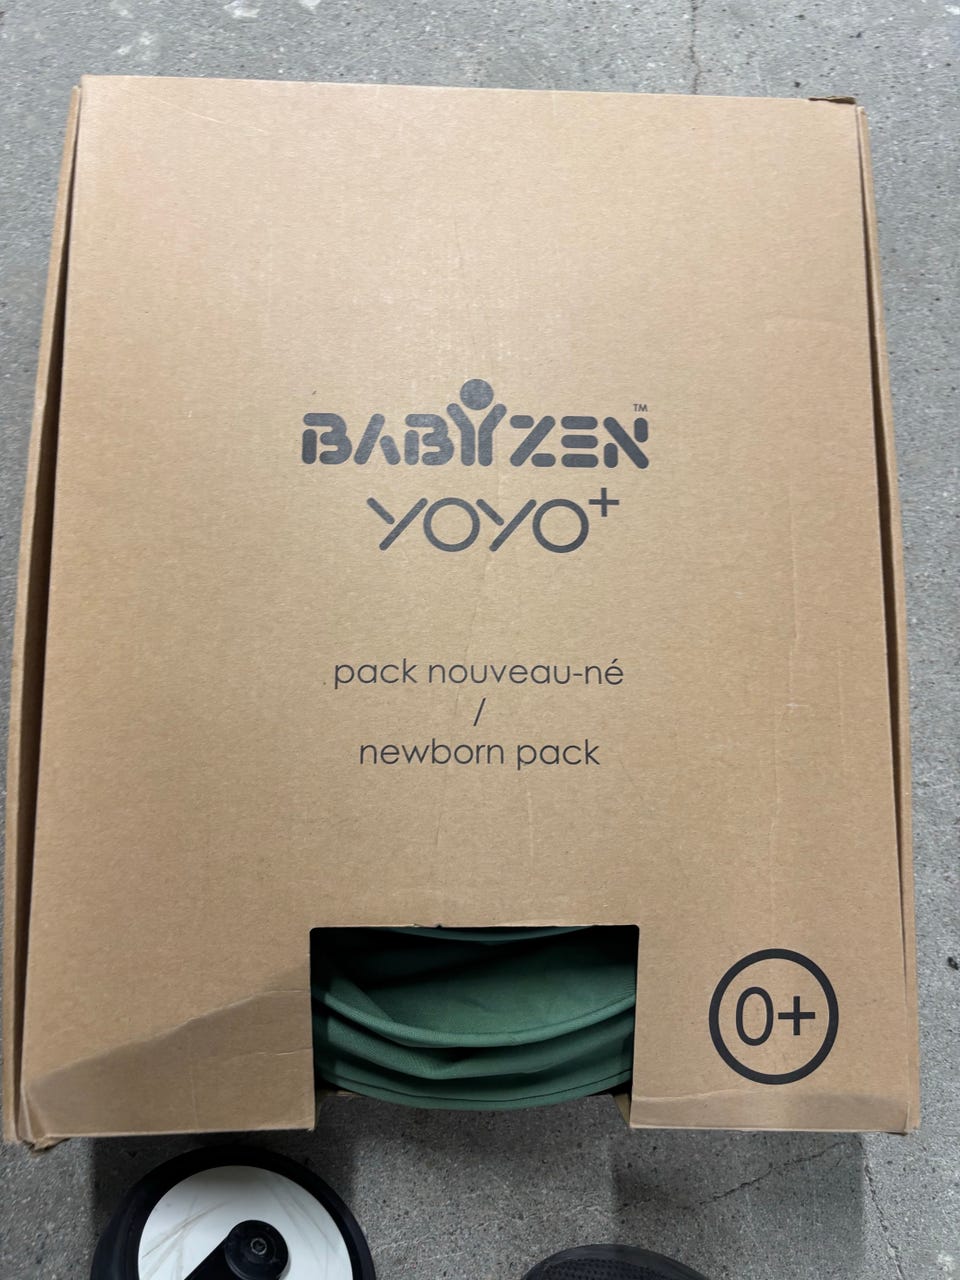 BABYZEN™
YOYO+
pack nouveau-né
/
newborn pack
0+